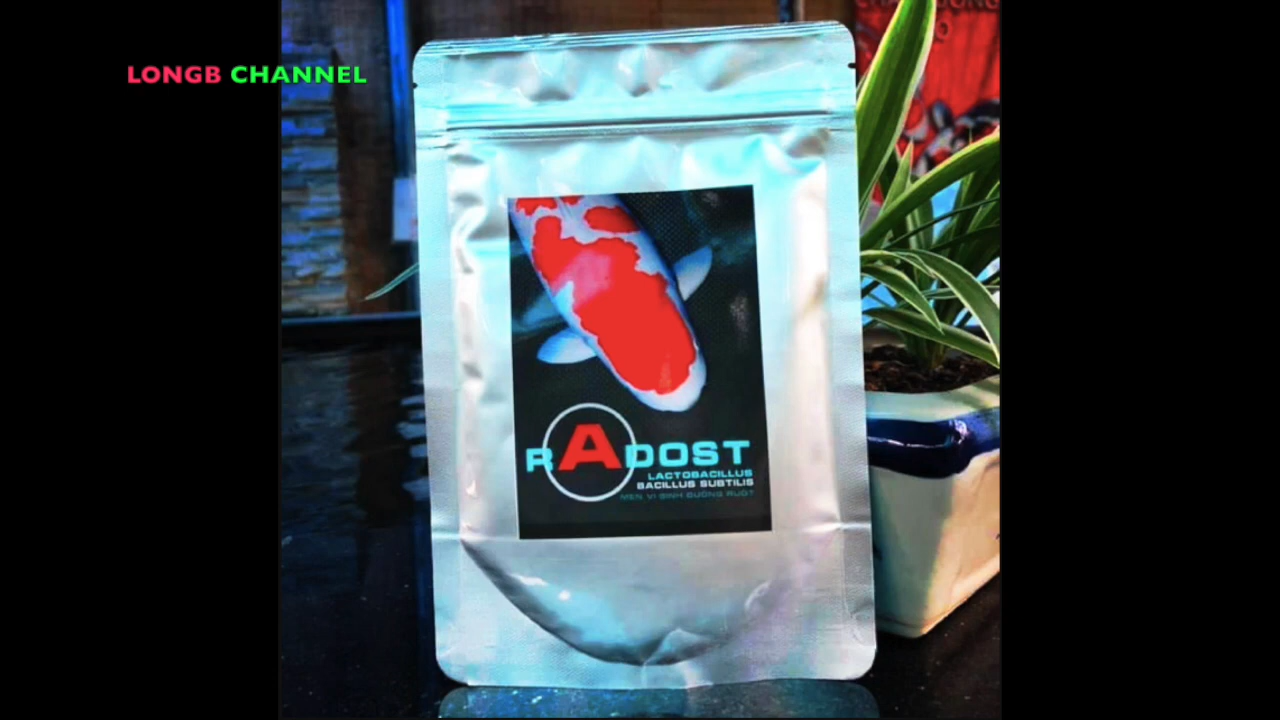 LONGB CHANNEL
RADOST
LACTOBACILLUS
BACILLUS SUBTILIS
MEN VI SINH ĐƯỜNG RUỘT